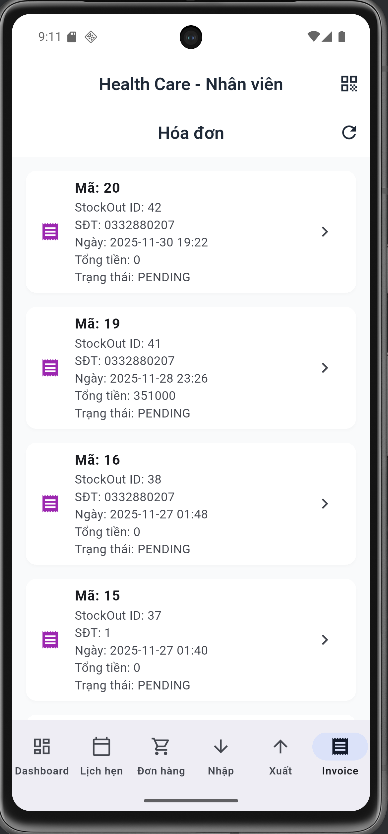 9:11
Health Care - Nhân viên
Hóa đơn
Mã: 20
StockOut ID: 42
SĐT: 0332880207
Ngày: 2025-11-30 19:22
Tổng tiền: 0
Trạng thái: PENDING
Mã: 19
StockOut ID: 41
SĐT: 0332880207
Ngày: 2025-11-28 23:26
Tổng tiền: 351000
Trạng thái: PENDING
Mã: 16
StockOut ID: 38
SĐT: 0332880207
Ngày: 2025-11-27 01:48
Tổng tiền: 0
Trạng thái: PENDING
Mã: 15
StockOut ID: 37
SĐT: 1
Ngày: 2025-11-27 01:40
Tổng tiền: 0
Trạng thái: PENDING
Dashboard Lịch hẹn Đơn hàng Nhập Xuất Invoice